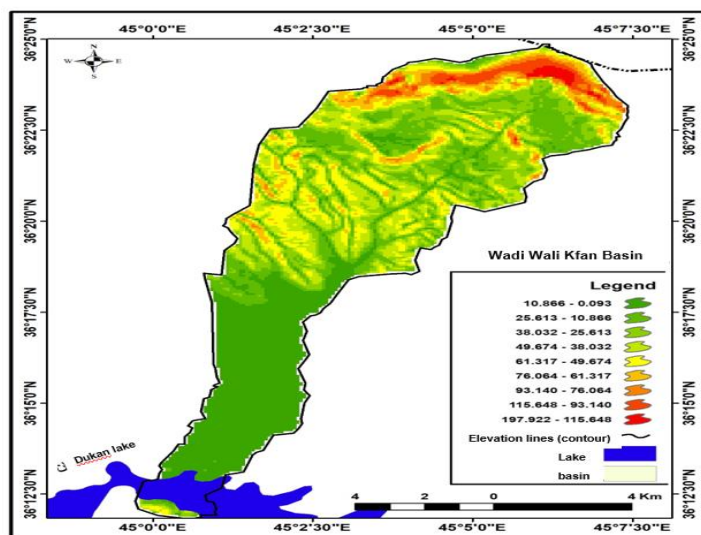 45°0'0"E 45°2'30"E 45°5'0"E 45°7'30"E
36°25'0"N 36°25'0"N
N
W E
S
36°22'30"N 36°22'30"N
36°20'0"N 36°20'0"N
Wadi Wali Kfan Basin
Legend
10.866 - 0.093
25.613 - 10.866
38.032 - 25.613
49.674 - 38.032
61.317 - 49.674
76.064 - 61.317
93.140 - 76.064
115.648 - 93.140
197.922 - 115.648
Elevation lines (contour)
Lake
basin
36°17'30"N 36°17'30"N
36°15'0"N 36°15'0"N
Dukan lake
36°12'30"N 36°12'30"N
4 2 0 4 Km
45°0'0"E 45°2'30"E 45°5'0"E 45°7'30"E